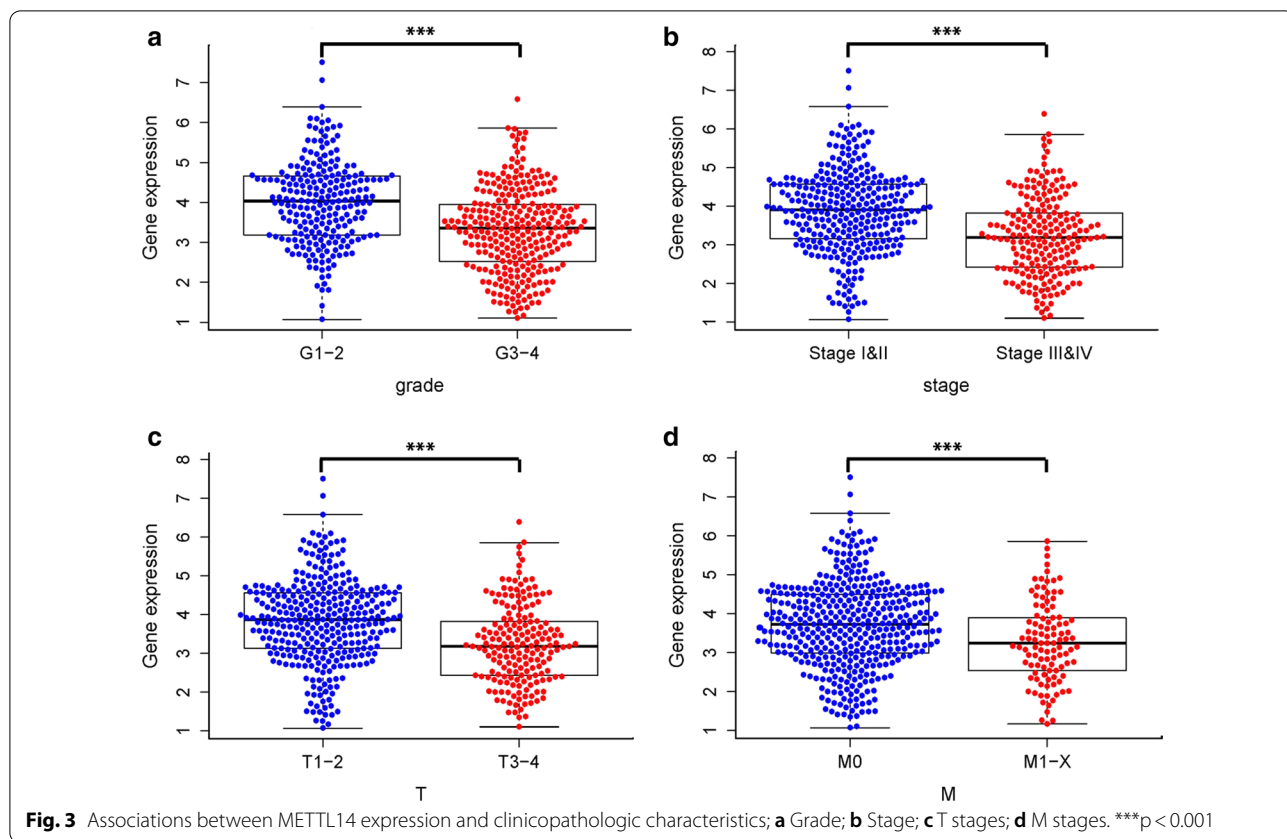 a
***
Gene expression
7
6
5
4
3
2
1
G1−2
G3−4
grade
b
***
Gene expression
8
7
6
5
4
3
2
1
Stage I&II
Stage III&IV
stage
c
***
Gene expression
8
7
6
5
4
3
2
1
T1−2
T3−4
T
d
***
Gene expression
8
7
6
5
4
3
2
1
M0
M1−X
M
Fig. 3 Associations between METTL14 expression and clinicopathologic characteristics; a Grade; b Stage; c T stages; d M stages. ***p < 0.001